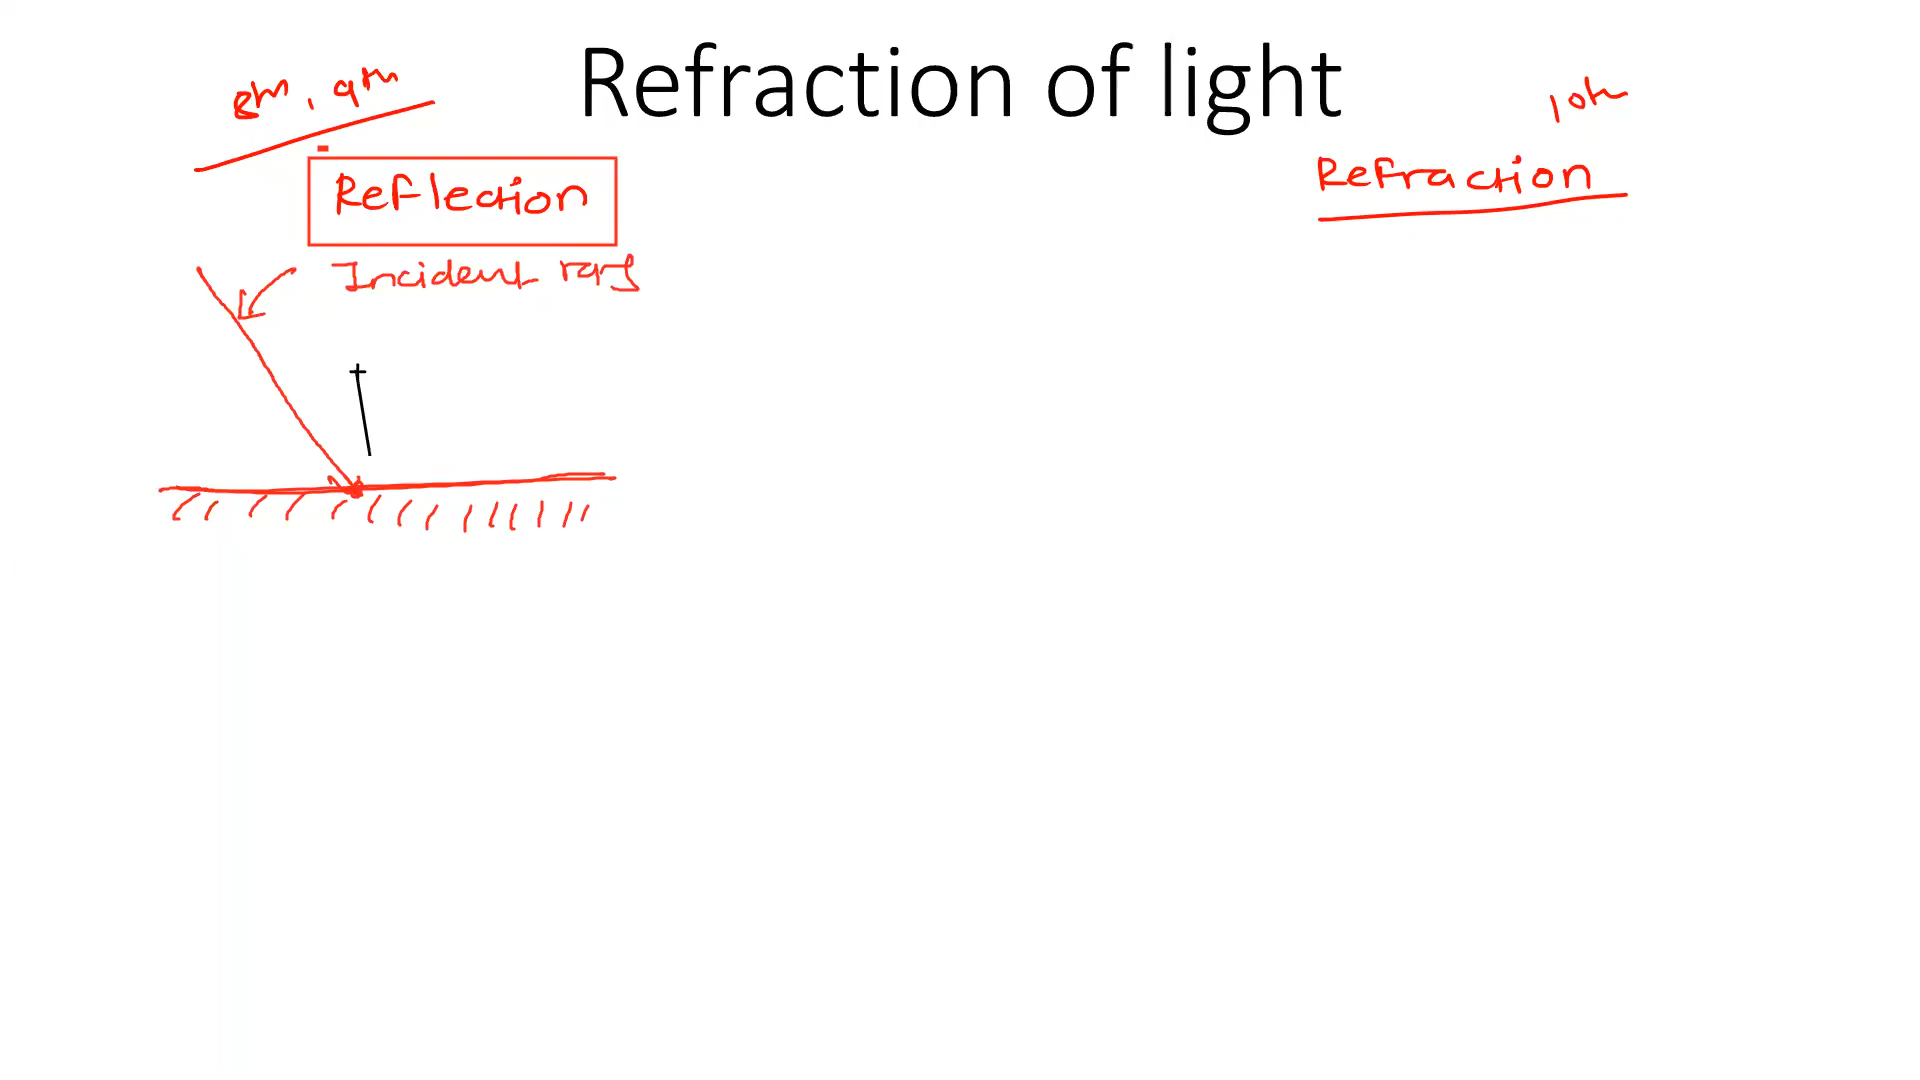 Refraction of light
8th, 9th
10th
Reflection
Refraction
Incident ray